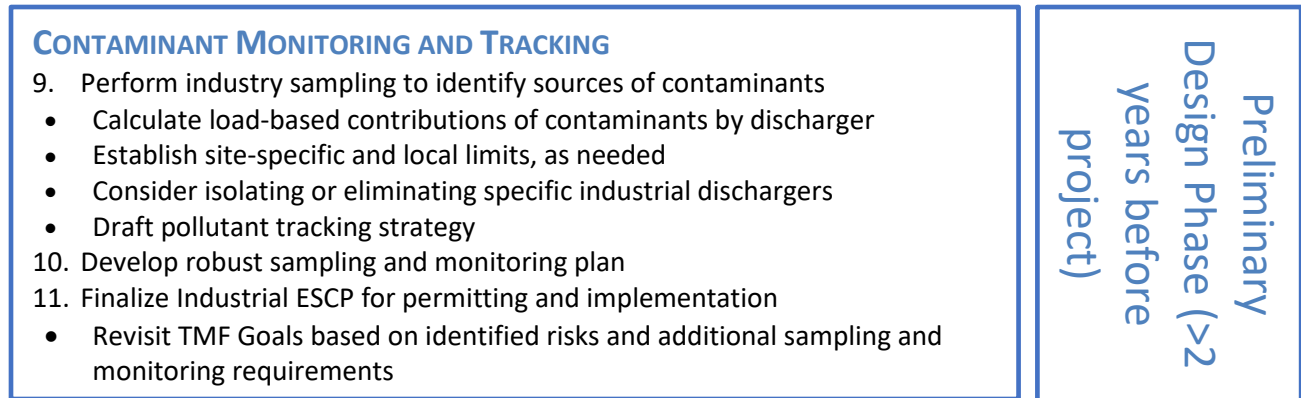 CONTAMINANT MONITORING AND TRACKING
9. Perform industry sampling to identify sources of contaminants
• Calculate load-based contributions of contaminants by discharger
• Establish site-specific and local limits, as needed
• Consider isolating or eliminating specific industrial dischargers
• Draft pollutant tracking strategy
10. Develop robust sampling and monitoring plan
11. Finalize Industrial ESCP for permitting and implementation
• Revisit TMF Goals based on identified risks and additional sampling and
monitoring requirements
Preliminary
Design Phase (>2
years before
project)